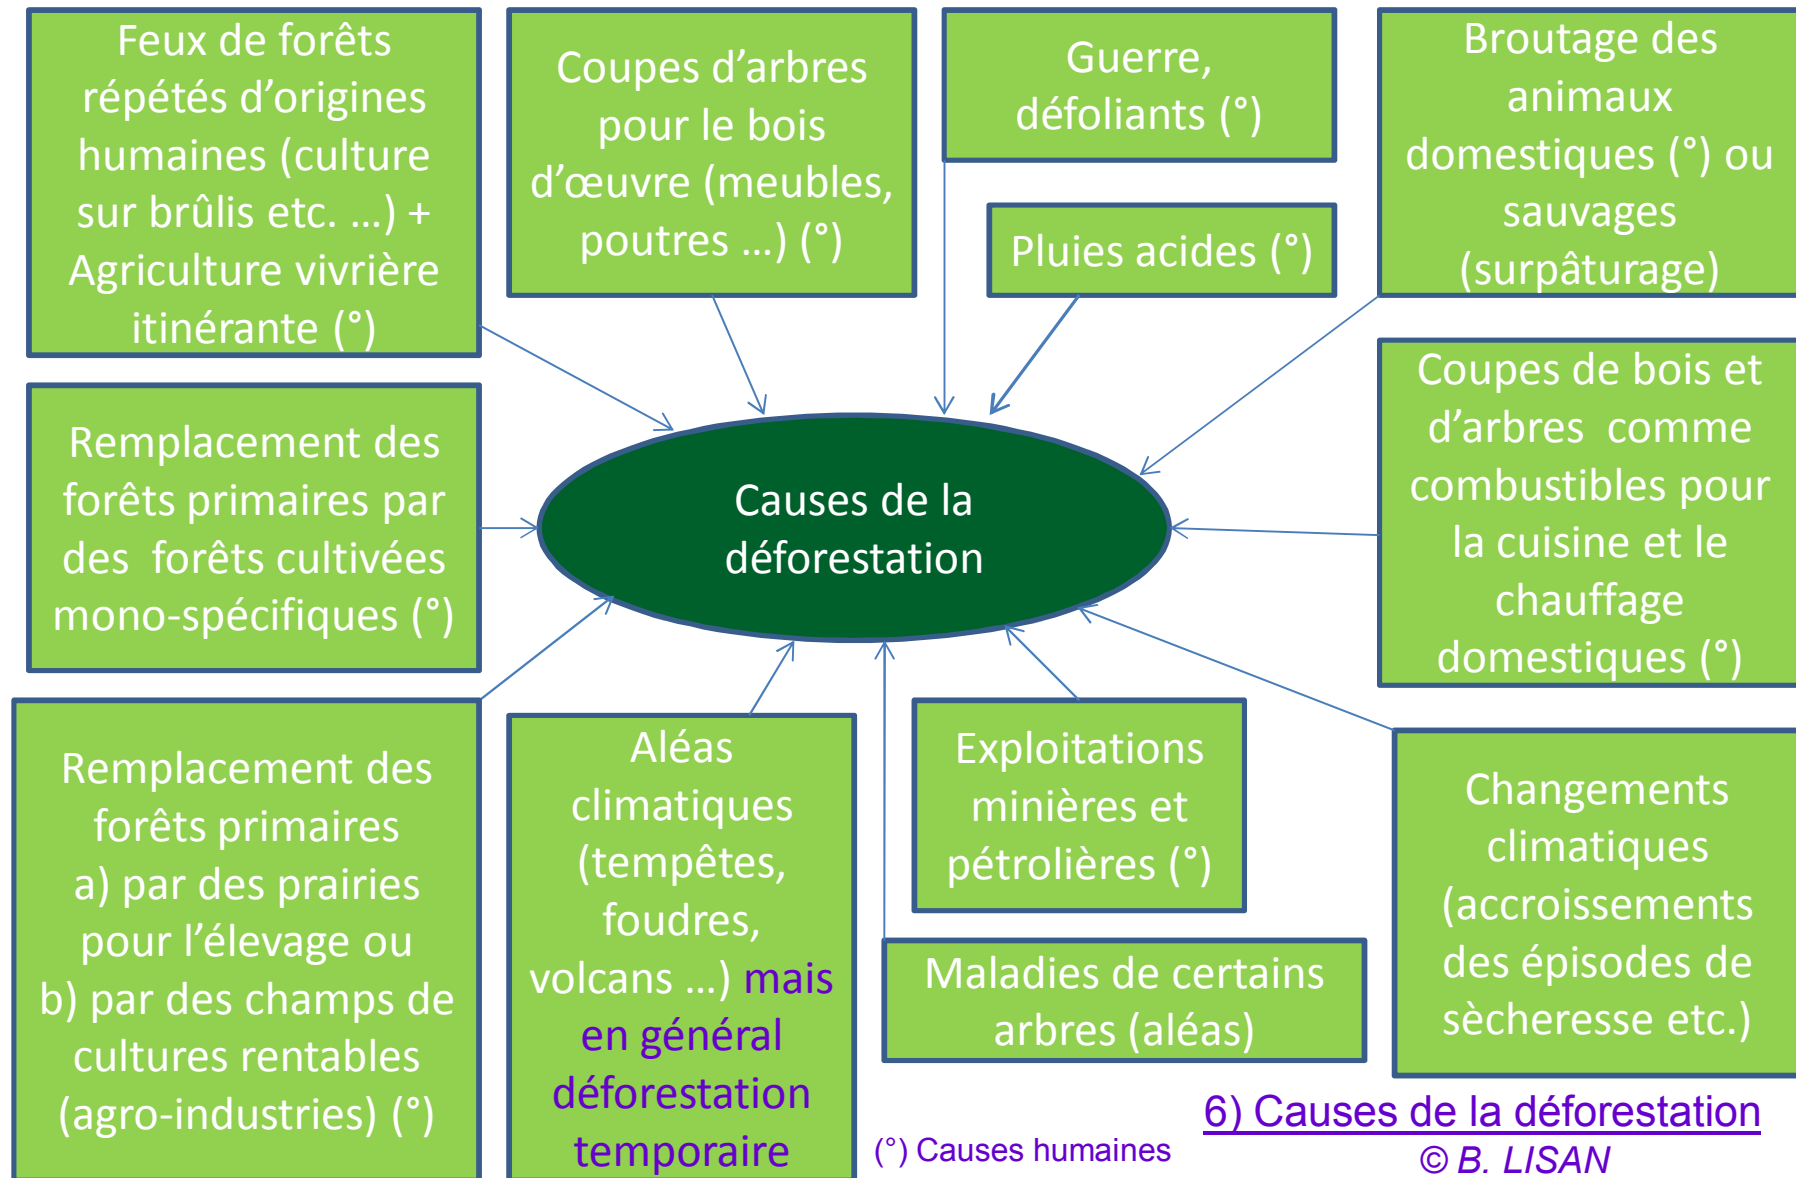 Feux de forêts
répétés d’origines
humaines (culture
sur brûlis etc. …) +
Agriculture vivrière
itinérante (°)
Coupes d’arbres
pour le bois
d’œuvre (meubles,
poutres …) (°)
Guerre,
défoliants (°)
Pluies acides (°)
Broutage des
animaux
domestiques (°) ou
sauvages
(surpâturage)
Remplacement des
forêts primaires par
des forêts cultivées
mono-spécifiques (°)
Causes de la
déforestation
Coupes de bois et
d’arbres comme
combustibles pour
la cuisine et le
chauffage
domestiques (°)
Remplacement des
forêts primaires
a) par des prairies
pour l’élevage ou
b) par des champs de
cultures rentables
(agro-industries) (°)
Aléas
climatiques
(tempêtes,
foudres,
volcans …) mais
en général
déforestation
temporaire
Exploitations
minières et
pétrolières (°)
Maladies de certains
arbres (aléas)
Changements
climatiques
(accroissements
des épisodes de
sècheresse etc.)
(°) Causes humaines
6) Causes de la déforestation
© B. LISAN